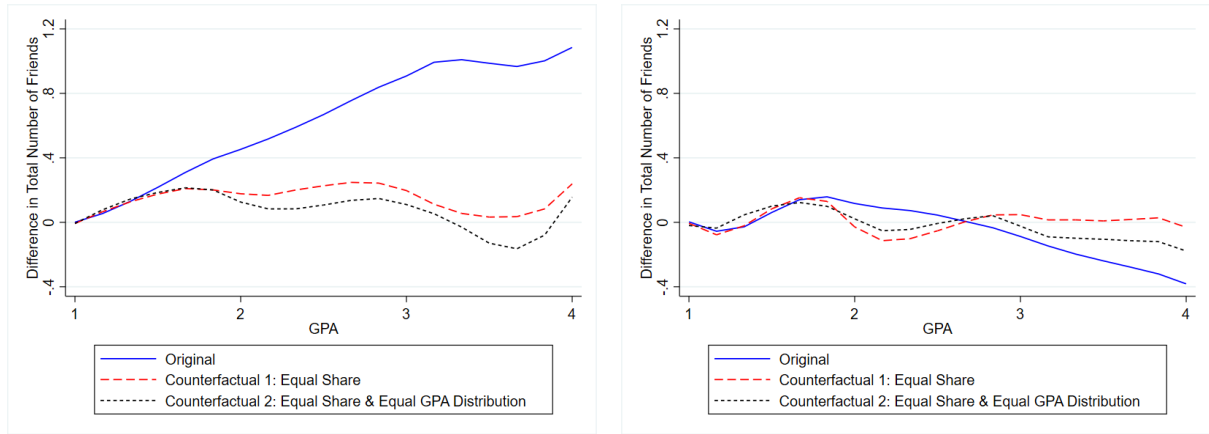 Difference in Total Number of Friends
1.2
.8
.4
0
-.4
1 2 3 4
GPA
Original
Counterfactual 1: Equal Share
Counterfactual 2: Equal Share & Equal GPA Distribution
Difference in Total Number of Friends
1.2
.8
.4
0
-.4
1 2 3 4
GPA
Original
Counterfactual 1: Equal Share
Counterfactual 2: Equal Share & Equal GPA Distribution